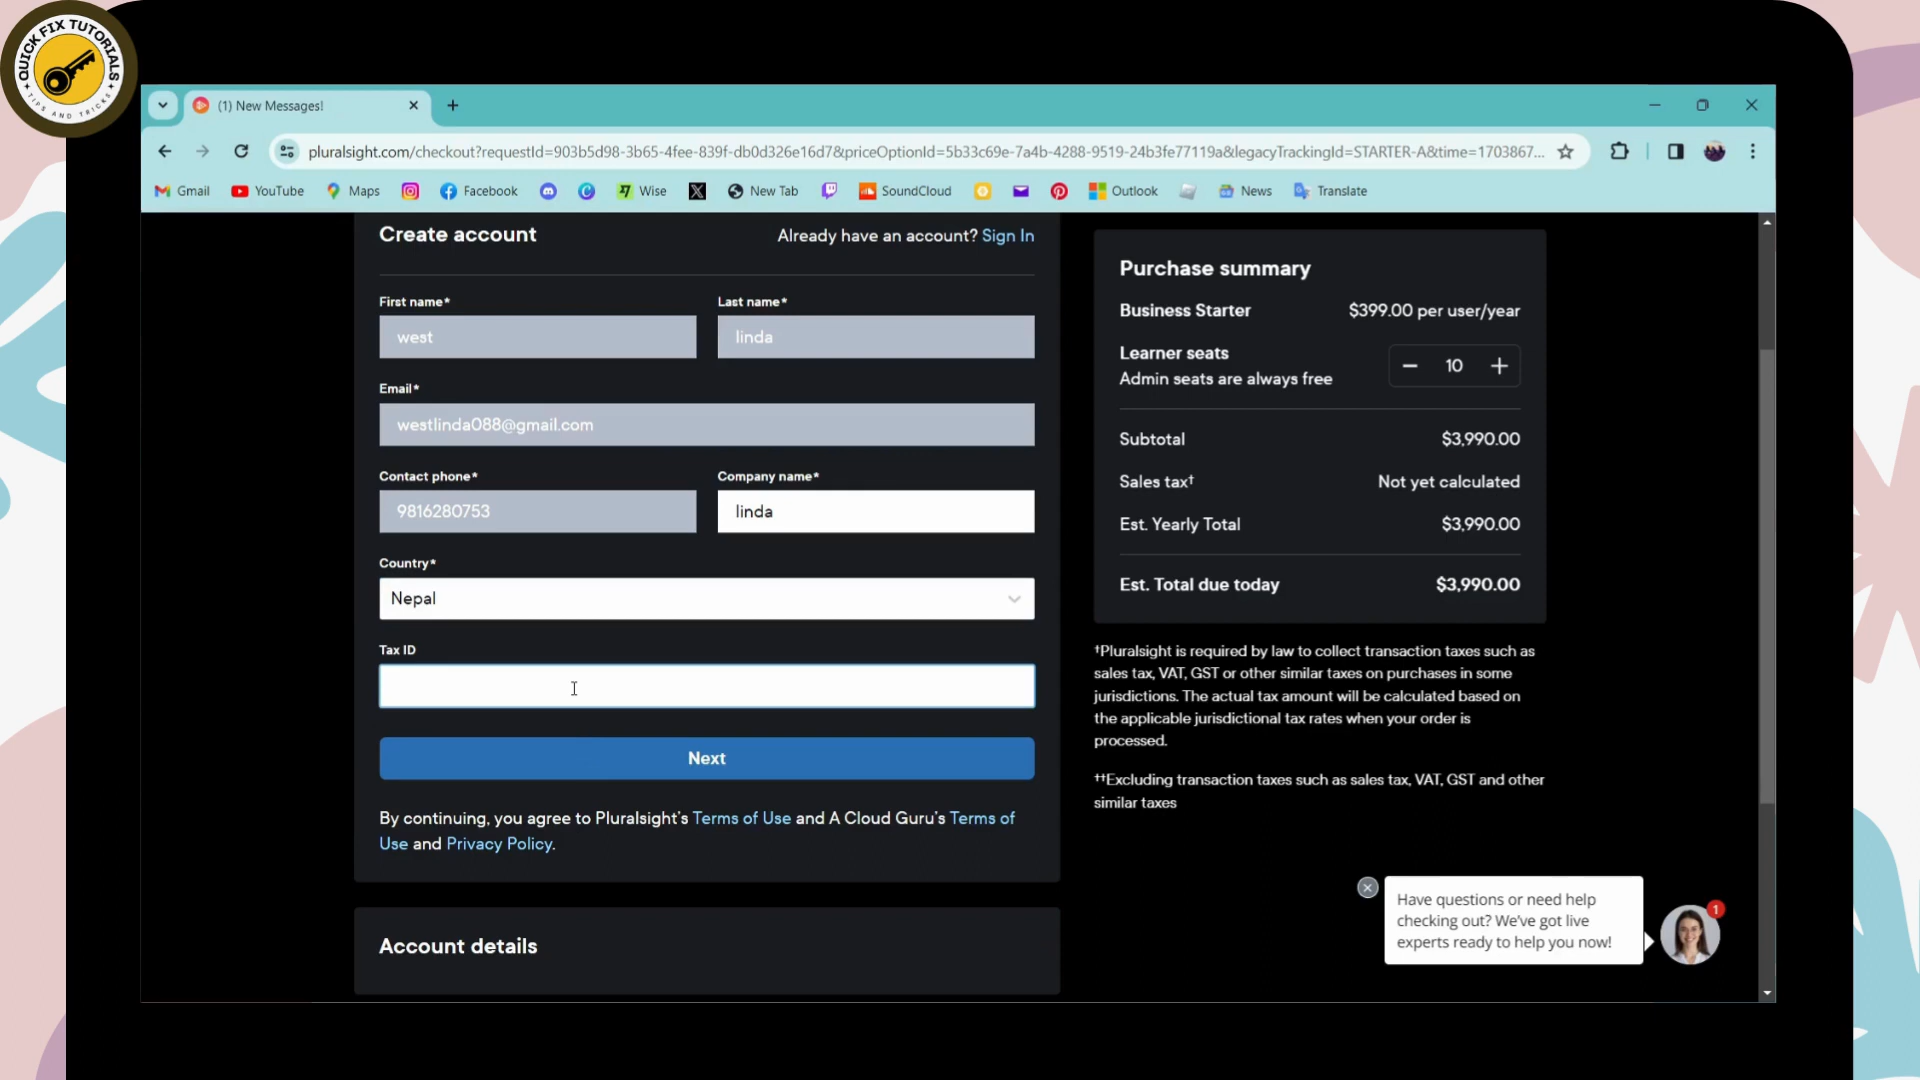 QUICK FIX TUTORIALS
TIPS AND TRICKS
(1) New Messages!
pluralsight.com/checkout?requestId=903b5d98-3b65-4fee-839f-db0d326e16d7&priceOptionId=5b33c69e-7a4b-4288-9519-24b3fe77119a&legacyTrackingId=STARTER-A&time=1703867...
Gmail YouTube Maps Facebook Wise New Tab SoundCloud Outlook News Translate
Create account
Already have an account? Sign In
First name* Last name*
west linda
Email*
westlinda088@gmail.com
Contact phone* Company name*
9816280753 linda
Country*
Nepal
Tax ID
Next
By continuing, you agree to Pluralsight's Terms of Use and A Cloud Guru's Terms of
Use and Privacy Policy.
Account details
Purchase summary
Business Starter $399.00 per user/year
Learner seats
Admin seats are always free
− 10 +
Subtotal $3,990.00
Sales tax† Not yet calculated
Est. Yearly Total $3,990.00
Est. Total due today $3,990.00
†Pluralsight is required by law to collect transaction taxes such as
sales tax, VAT, GST or other similar taxes on purchases in some
jurisdictions. The actual tax amount will be calculated based on
the applicable jurisdictional tax rates when your order is
processed.
††Excluding transaction taxes such as sales tax, VAT, GST and other
similar taxes
Have questions or need help
checking out? We've got live
experts ready to help you now!
1